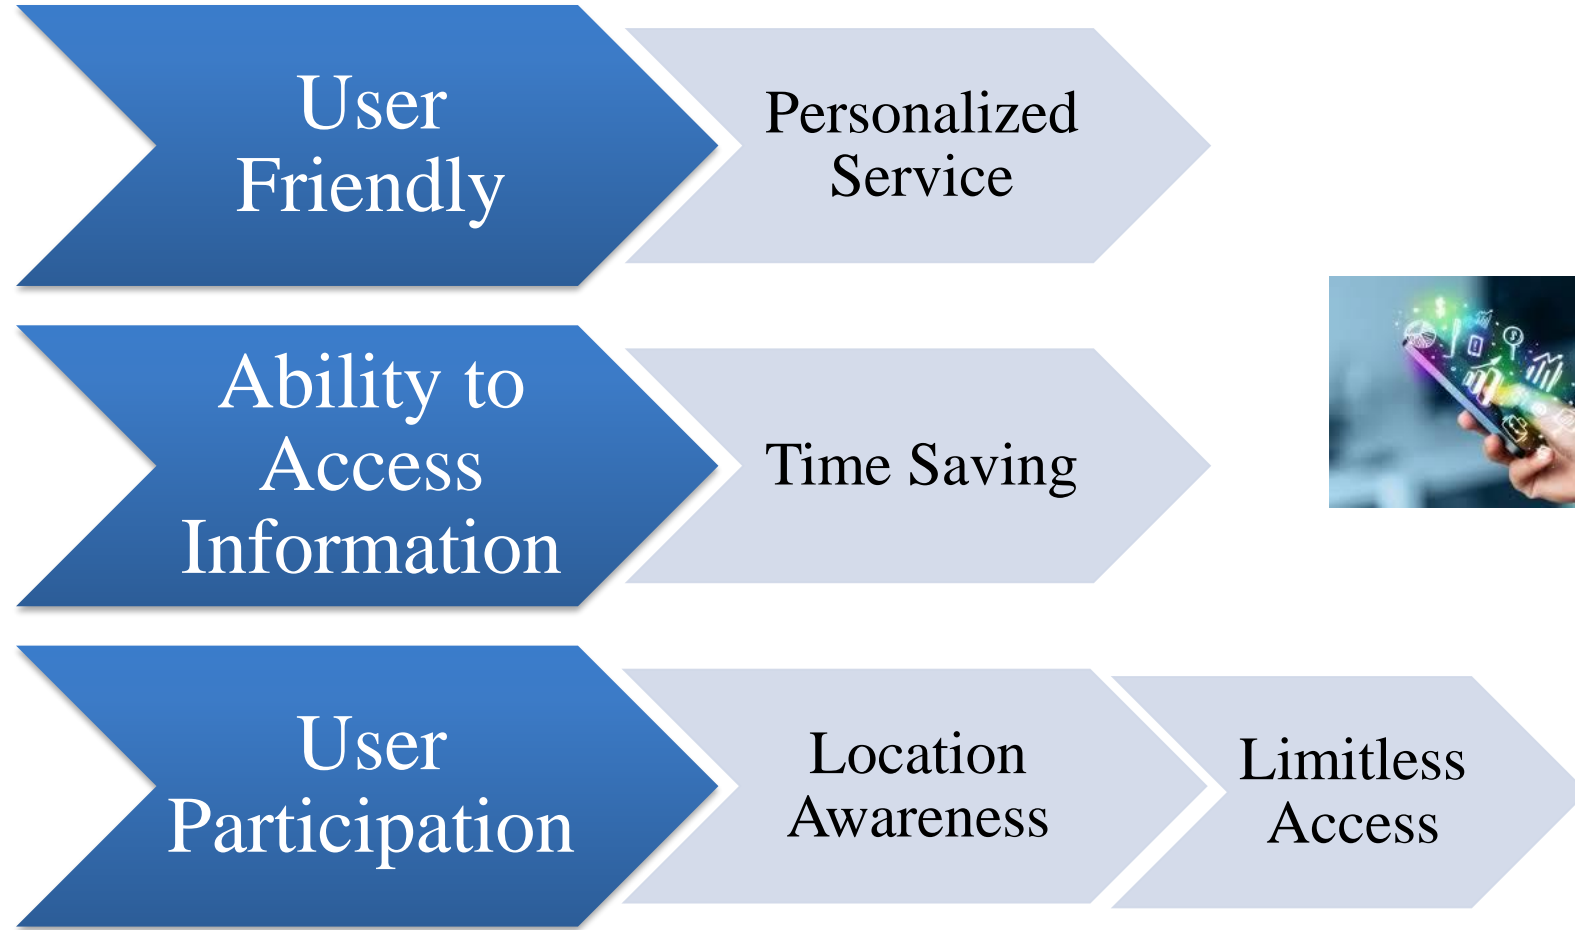 User
Friendly
Personalized
Service
Ability to
Access
Information
Time Saving
User
Participation
Location
Awareness
Limitless
Access